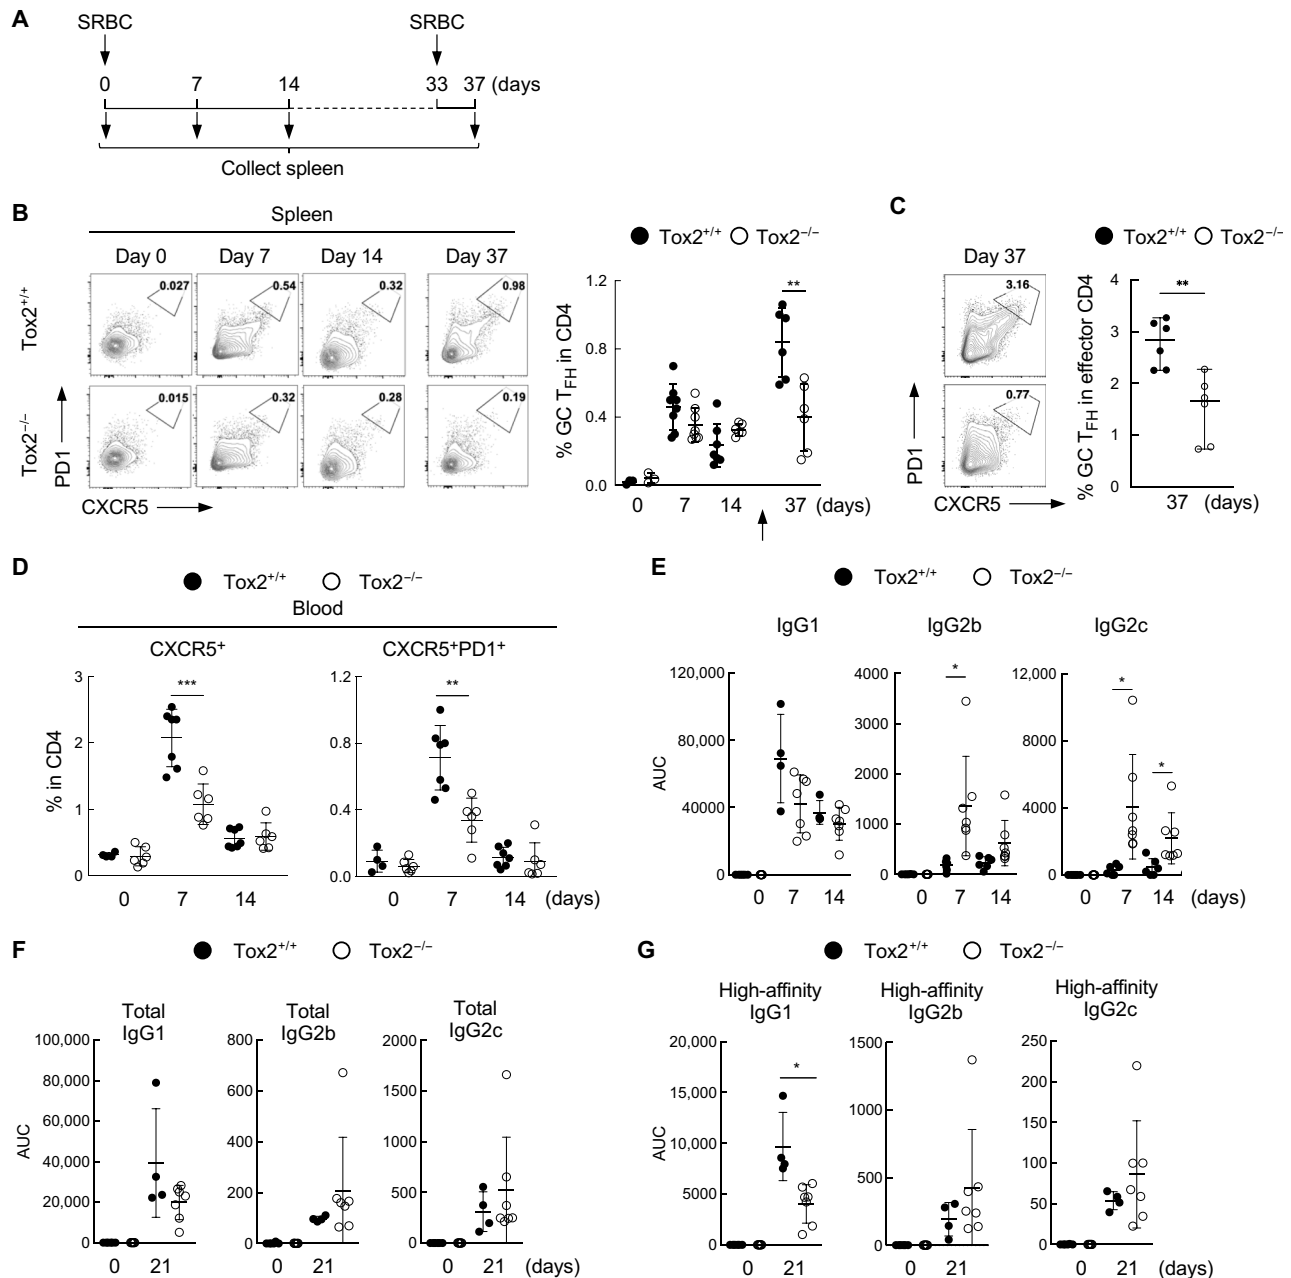 A
SRBC SRBC
0 7 14 33 37 (days
Collect spleen
B
Spleen
Day 0 Day 7 Day 14 Day 37
Tox2+/+
0.027 0.54 0.32 0.98
Tox2−/−
0.015 0.32 0.28 0.19
PD1
CXCR5
Tox2+/+ Tox2−/−
% GC TFH in CD4
1.2
0.8
0.4
0.0
**
0 7 14 37 (days)
C
Day 37
3.16
0.77
PD1
CXCR5
Tox2+/+ Tox2−/−
% GC TFH in effector CD4
4
3
2
1
0
**
37 (days)
D
Tox2+/+ Tox2−/−
Blood
CXCR5+ CXCR5+PD1+
% in CD4
3
2
1
0
***
0 7 14
1.2
0.8
0.4
0.0
**
0 7 14 (days)
E
Tox2+/+ Tox2−/−
IgG1 IgG2b IgG2c
AUC
120,000
80,000
40000
0
0 7 14
4000
3000
2000
1000
0
*
0 7 14
12,000
8000
4000
0
*
*
0 7 14 (days)
F
Tox2+/+ Tox2−/−
Total
IgG1
Total
IgG2b
Total
IgG2c
AUC
100,000
80,000
60,000
40,000
20,000
0
0 21
800
600
400
200
0
0 21
2000
1500
1000
500
0
0 21 (days)
G
Tox2+/+ Tox2−/−
High-affinity
IgG1
High-affinity
IgG2b
High-affinity
IgG2c
AUC
20,000
15,000
10,000
5000
0
*
0 21
1500
1000
500
0
0 21
250
200
150
100
50
0
0 21 (days)